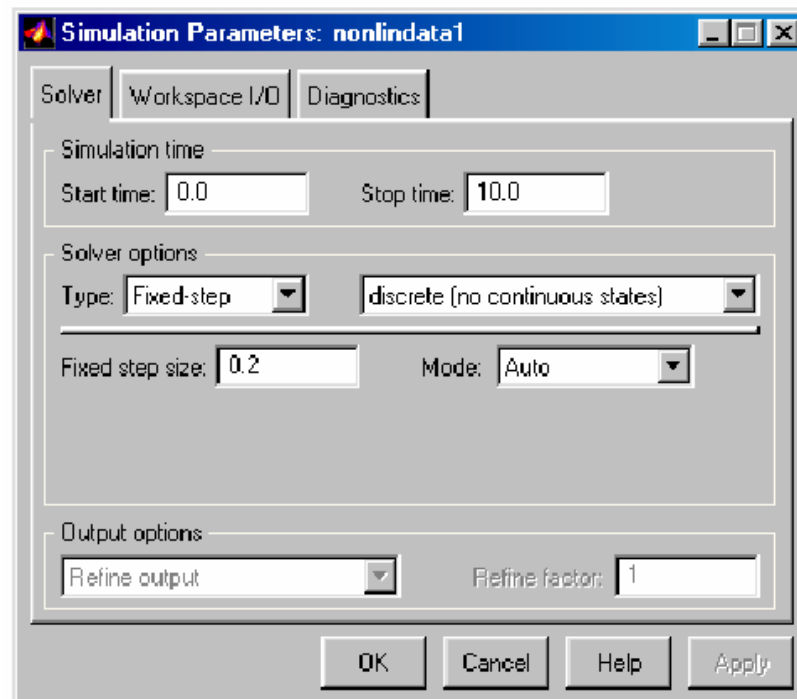 Simulation Parameters: nonlindata1
Solver Workspace I/O Diagnostics
Simulation time
Start time: 0.0 Stop time: 10.0
Solver options
Type: Fixed-step discrete (no continuous states)
Fixed step size: 0.2 Mode: Auto
Output options
Refine output Refine factor: 1
OK Cancel Help Apply